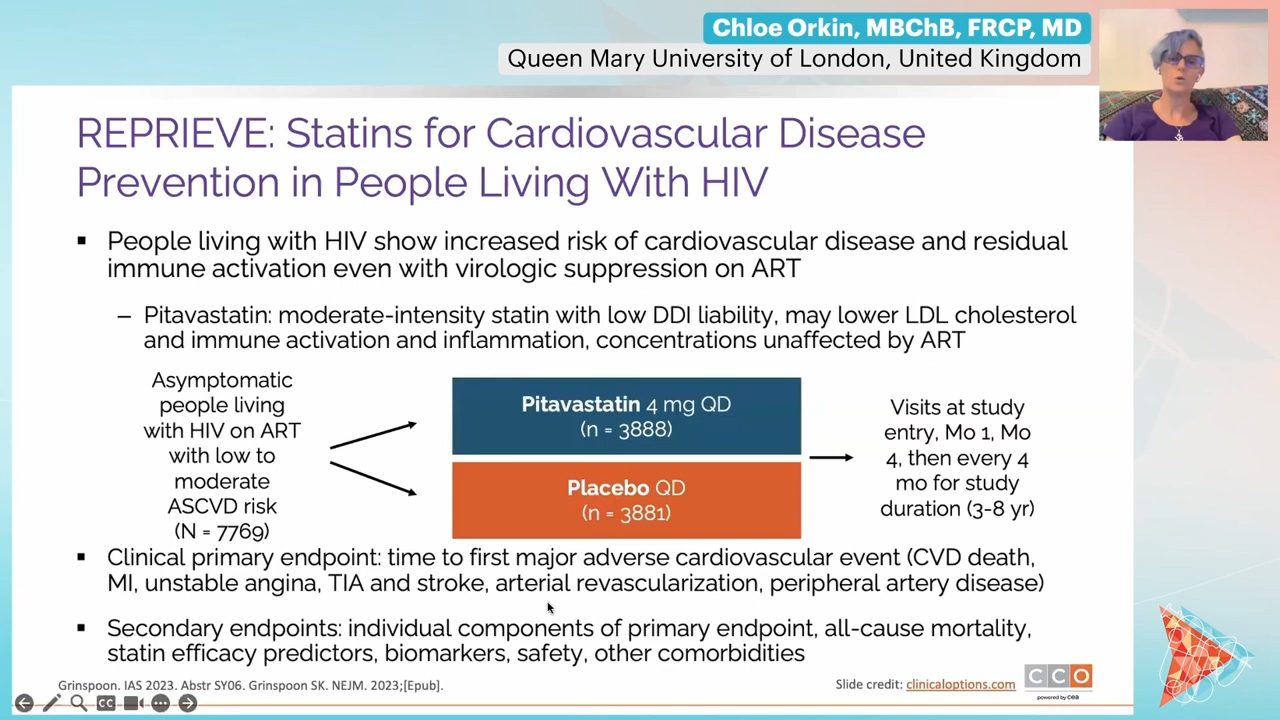 Chloe Orkin, MBChB, FRCP, MD
Queen Mary University of London, United Kingdom
REPRIEVE: Statins for Cardiovascular Disease
Prevention in People Living With HIV
▪ People living with HIV show increased risk of cardiovascular disease and residual
immune activation even with virologic suppression on ART
– Pitavastatin: moderate-intensity statin with low DDI liability, may lower LDL cholesterol
and immune activation and inflammation, concentrations unaffected by ART
Asymptomatic
people living
with HIV on ART
with low to
moderate
ASCVD risk
(N = 7769)
Pitavastatin 4 mg QD
(n = 3888)
Placebo QD
(n = 3881)
Visits at study
entry, Mo 1, Mo
4, then every 4
mo for study
duration (3-8 yr)
▪ Clinical primary endpoint: time to first major adverse cardiovascular event (CVD death,
MI, unstable angina, TIA and stroke, arterial revascularization, peripheral artery disease)
▪ Secondary endpoints: individual components of primary endpoint, all-cause mortality,
statin efficacy predictors, biomarkers, safety, other comorbidities
Grinspoon. IAS 2023. Abstr SY06. Grinspoon SK. NEJM. 2023;[Epub].
Slide credit: clinicaloptions.com
CCO
powered by cea
CC